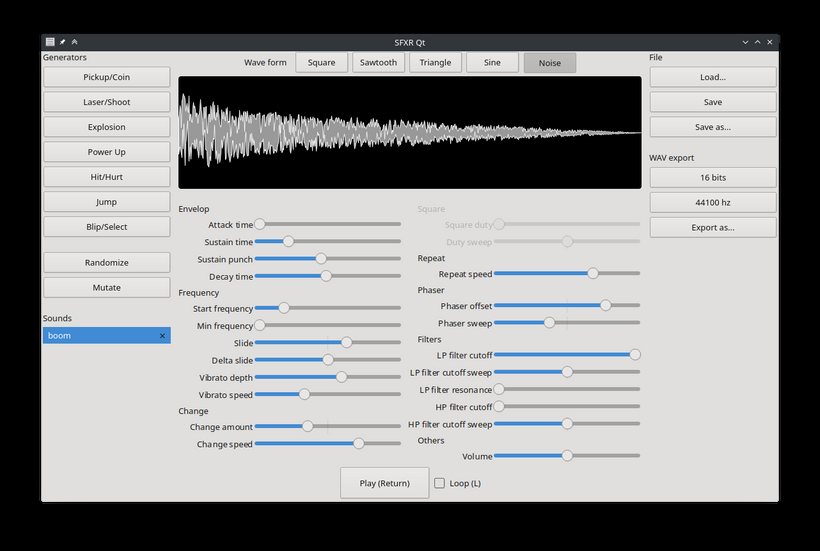 SFXR Qt
Generators
Pickup/Coin
Laser/Shoot
Explosion
Power Up
Hit/Hurt
Jump
Blip/Select
Randomize
Mutate
Sounds
boom
Wave form Square Sawtooth Triangle Sine Noise
Envelop
Attack time
Sustain time
Sustain punch
Decay time
Frequency
Start frequency
Min frequency
Slide
Delta slide
Vibrato depth
Vibrato speed
Change
Change amount
Change speed
Square
Square duty
Duty sweep
Repeat
Repeat speed
Phaser
Phaser offset
Phaser sweep
Filters
LP filter cutoff
LP filter cutoff sweep
LP filter resonance
HP filter cutoff
HP filter cutoff sweep
Others
Volume
Play (Return) Loop (L)
File
Load...
Save
Save as...
WAV export
16 bits
44100 hz
Export as...